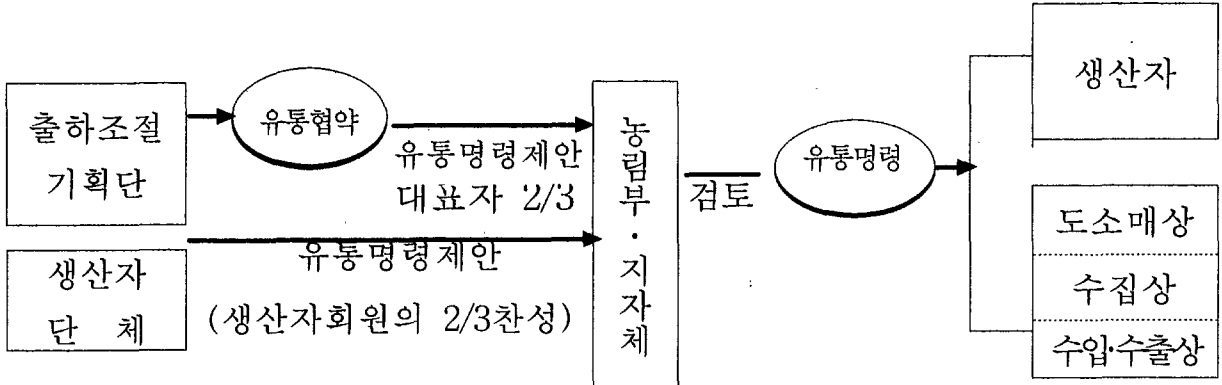 출하조절
기획단
유통협약
유통명령제안
대표자 2/3
생산자
단 체
유통명령제안
(생산자회원의 2/3찬성)
농림부·지자체
검토
유통명령
생산자
도소매상
수집상
수입·수출상